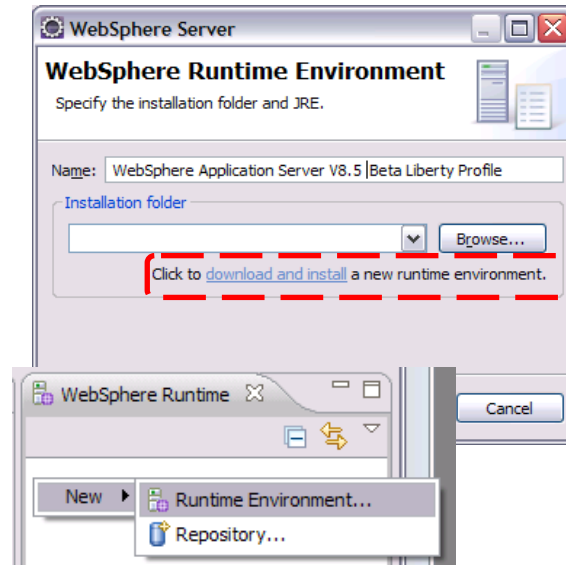 WebSphere Server
WebSphere Runtime Environment
Specify the installation folder and JRE.
Name: WebSphere Application Server V8.5 Beta Liberty Profile
Installation folder
Browse...
Click to download and install a new runtime environment.
Cancel
WebSphere Runtime
New
Runtime Environment...
Repository...